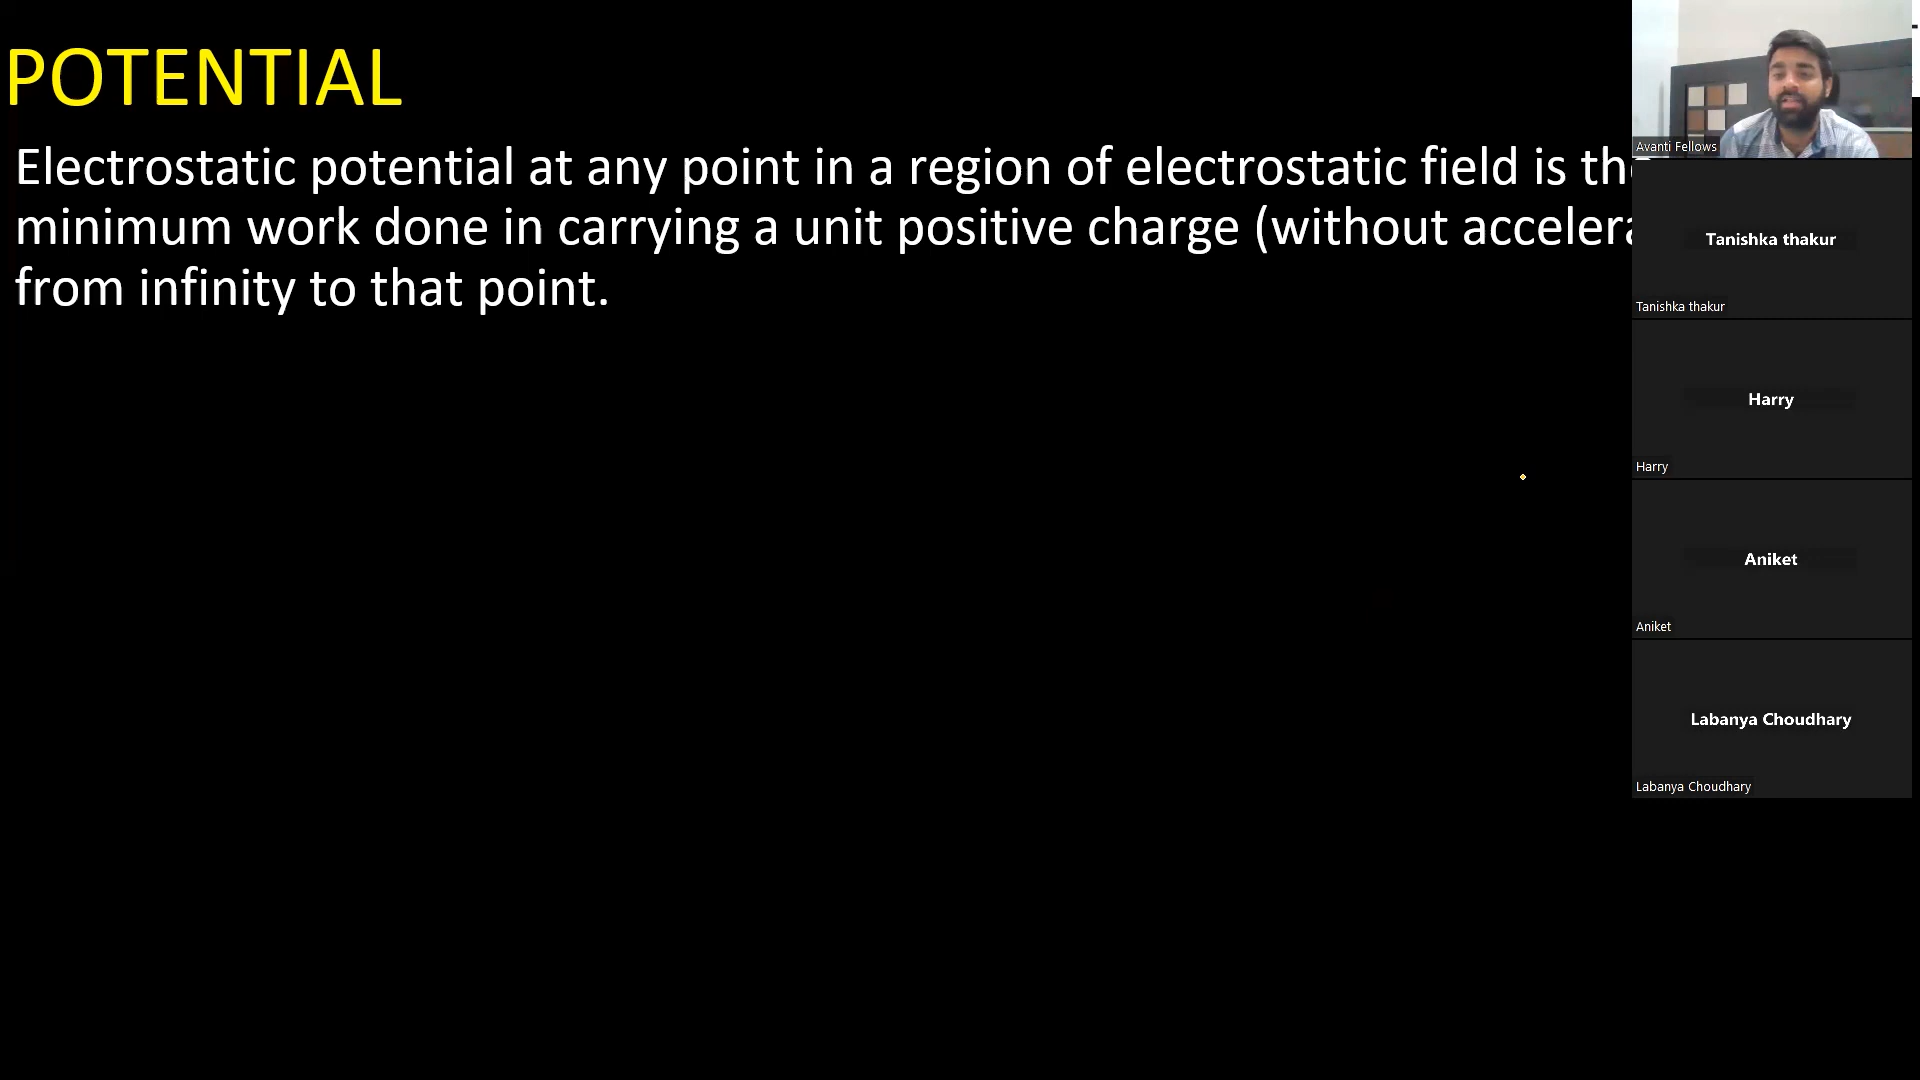 POTENTIAL
Electrostatic potential at any point in a region of electrostatic field is
minimum work done in carrying a unit positive charge (without
from infinity to that point.
Avanti Fellows
Tanishka thakur
Tanishka thakur
Harry
Harry
Aniket
Aniket
Labanya Choudhary
Labanya Choudhary